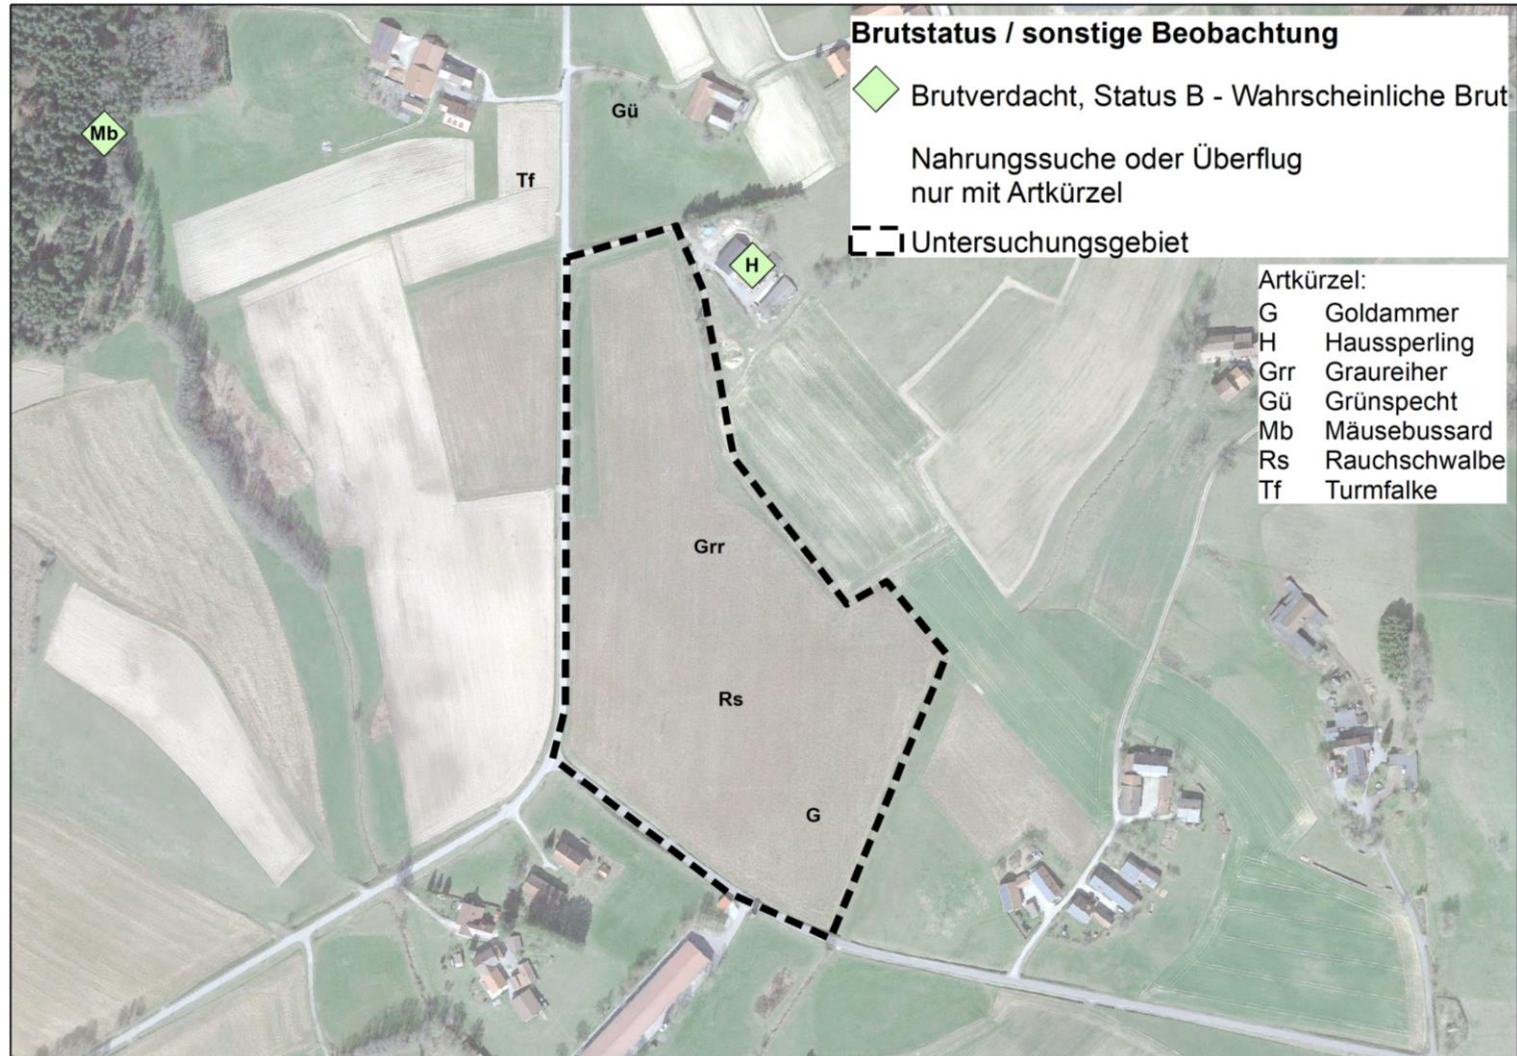 Brutstatus / sonstige Beobachtung
Brutverdacht, Status B - Wahrscheinliche Brut
Nahrungssuche oder Überflug
nur mit Artkürzel
Untersuchungsgebiet
Artkürzel:
G Goldammer
H Haussperling
Grr Graureiher
Gü Grünspecht
Mb Mäusebussard
Rs Rauchschwalbe
Tf Turmfalke
Gü
Mb
Tf
H
Grr
Rs
G